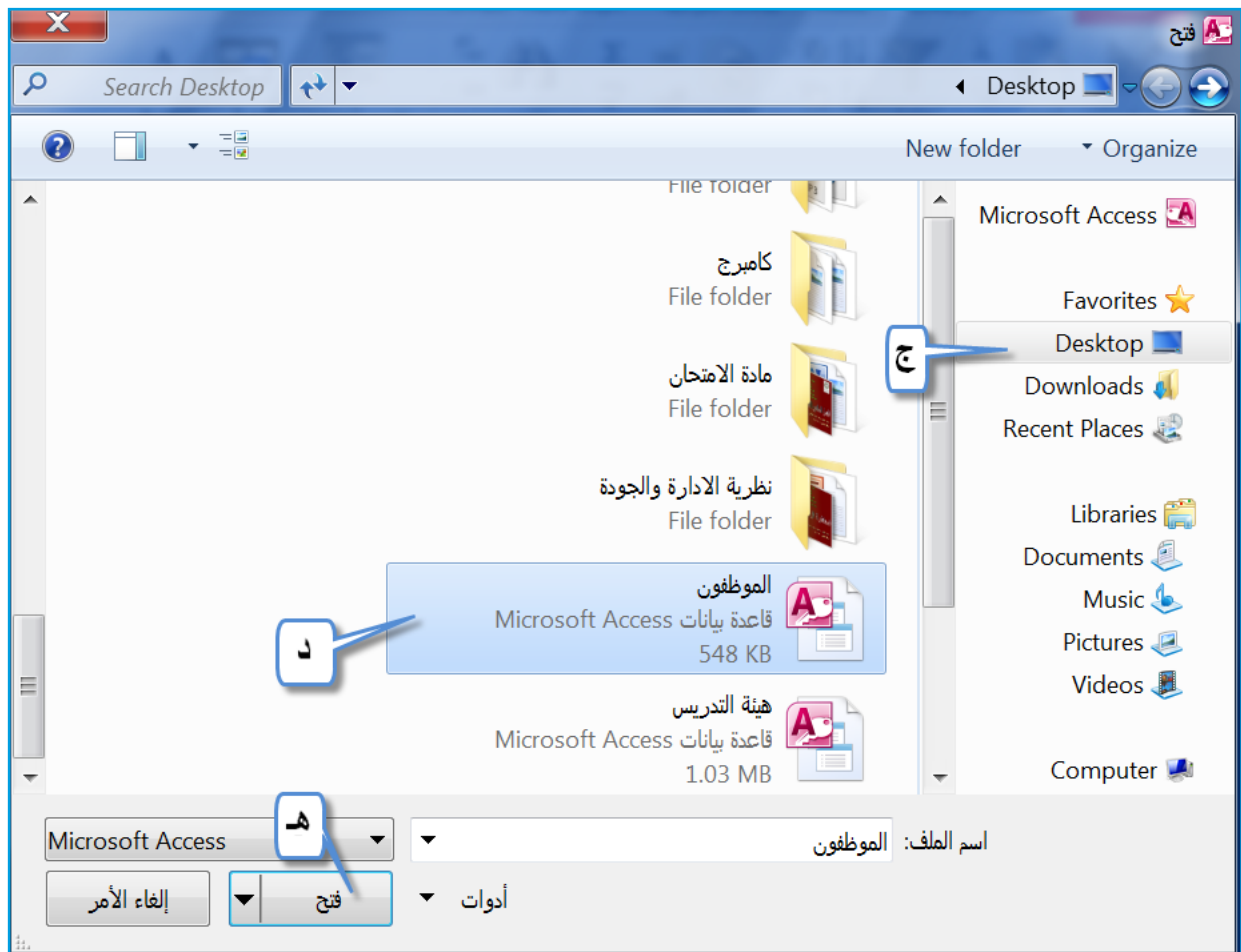 فتح
Desktop
Search Desktop
Organize
New folder
Microsoft Access
Favorites
Desktop
Downloads
Recent Places
Libraries
Documents
Music
Pictures
Videos
Computer
File folder
كامبرج
File folder
مادة الامتحان
File folder
نظرية الادارة والجودة
File folder
الموظفون
قاعدة بيانات Microsoft Access
548 KB
هيئة التدريس
قاعدة بيانات Microsoft Access
1.03 MB
ج
د
هـ
اسم الملف: الموظفون
Microsoft Access
أدوات
فتح
إلغاء الأمر